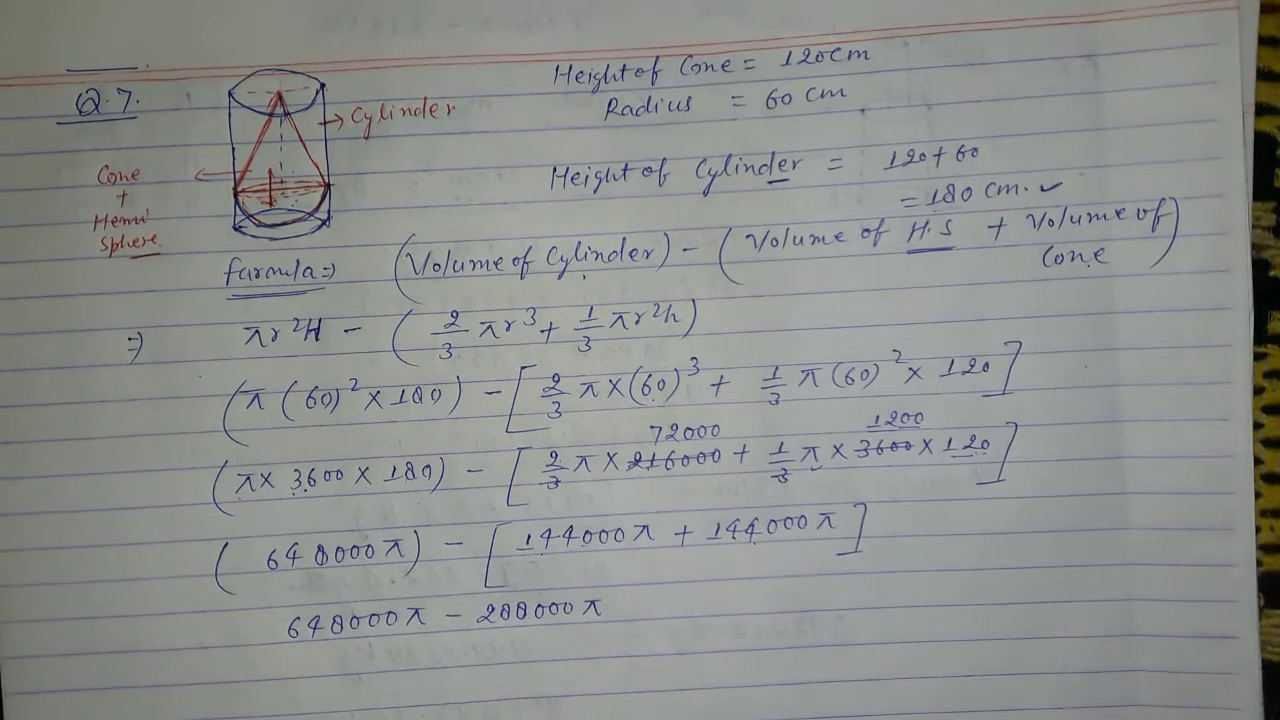 Q.7.
Height of Cone = 120cm
Radius = 60 cm
→ Cylinder
Cone
+
Hemi
Sphere
Height of Cylinder = 120+60
= 180 cm. ✓
farmula ⇒ (Volume of Cylinder) - (Volume of H.S + Volume of Cone)
⇒ πr²H - (2/3 πr³ + 1/3 πr²h)
(π(60)² × 180) - [2/3 π×(60)³ + 1/3 π(60)² × 120]
72000 1200
(π× 3600 × 180) - [2/3 π × 216000 + 1/3 π × 3600 × 120]
(648000π) - [144000π + 144000π]
648000π - 288000π